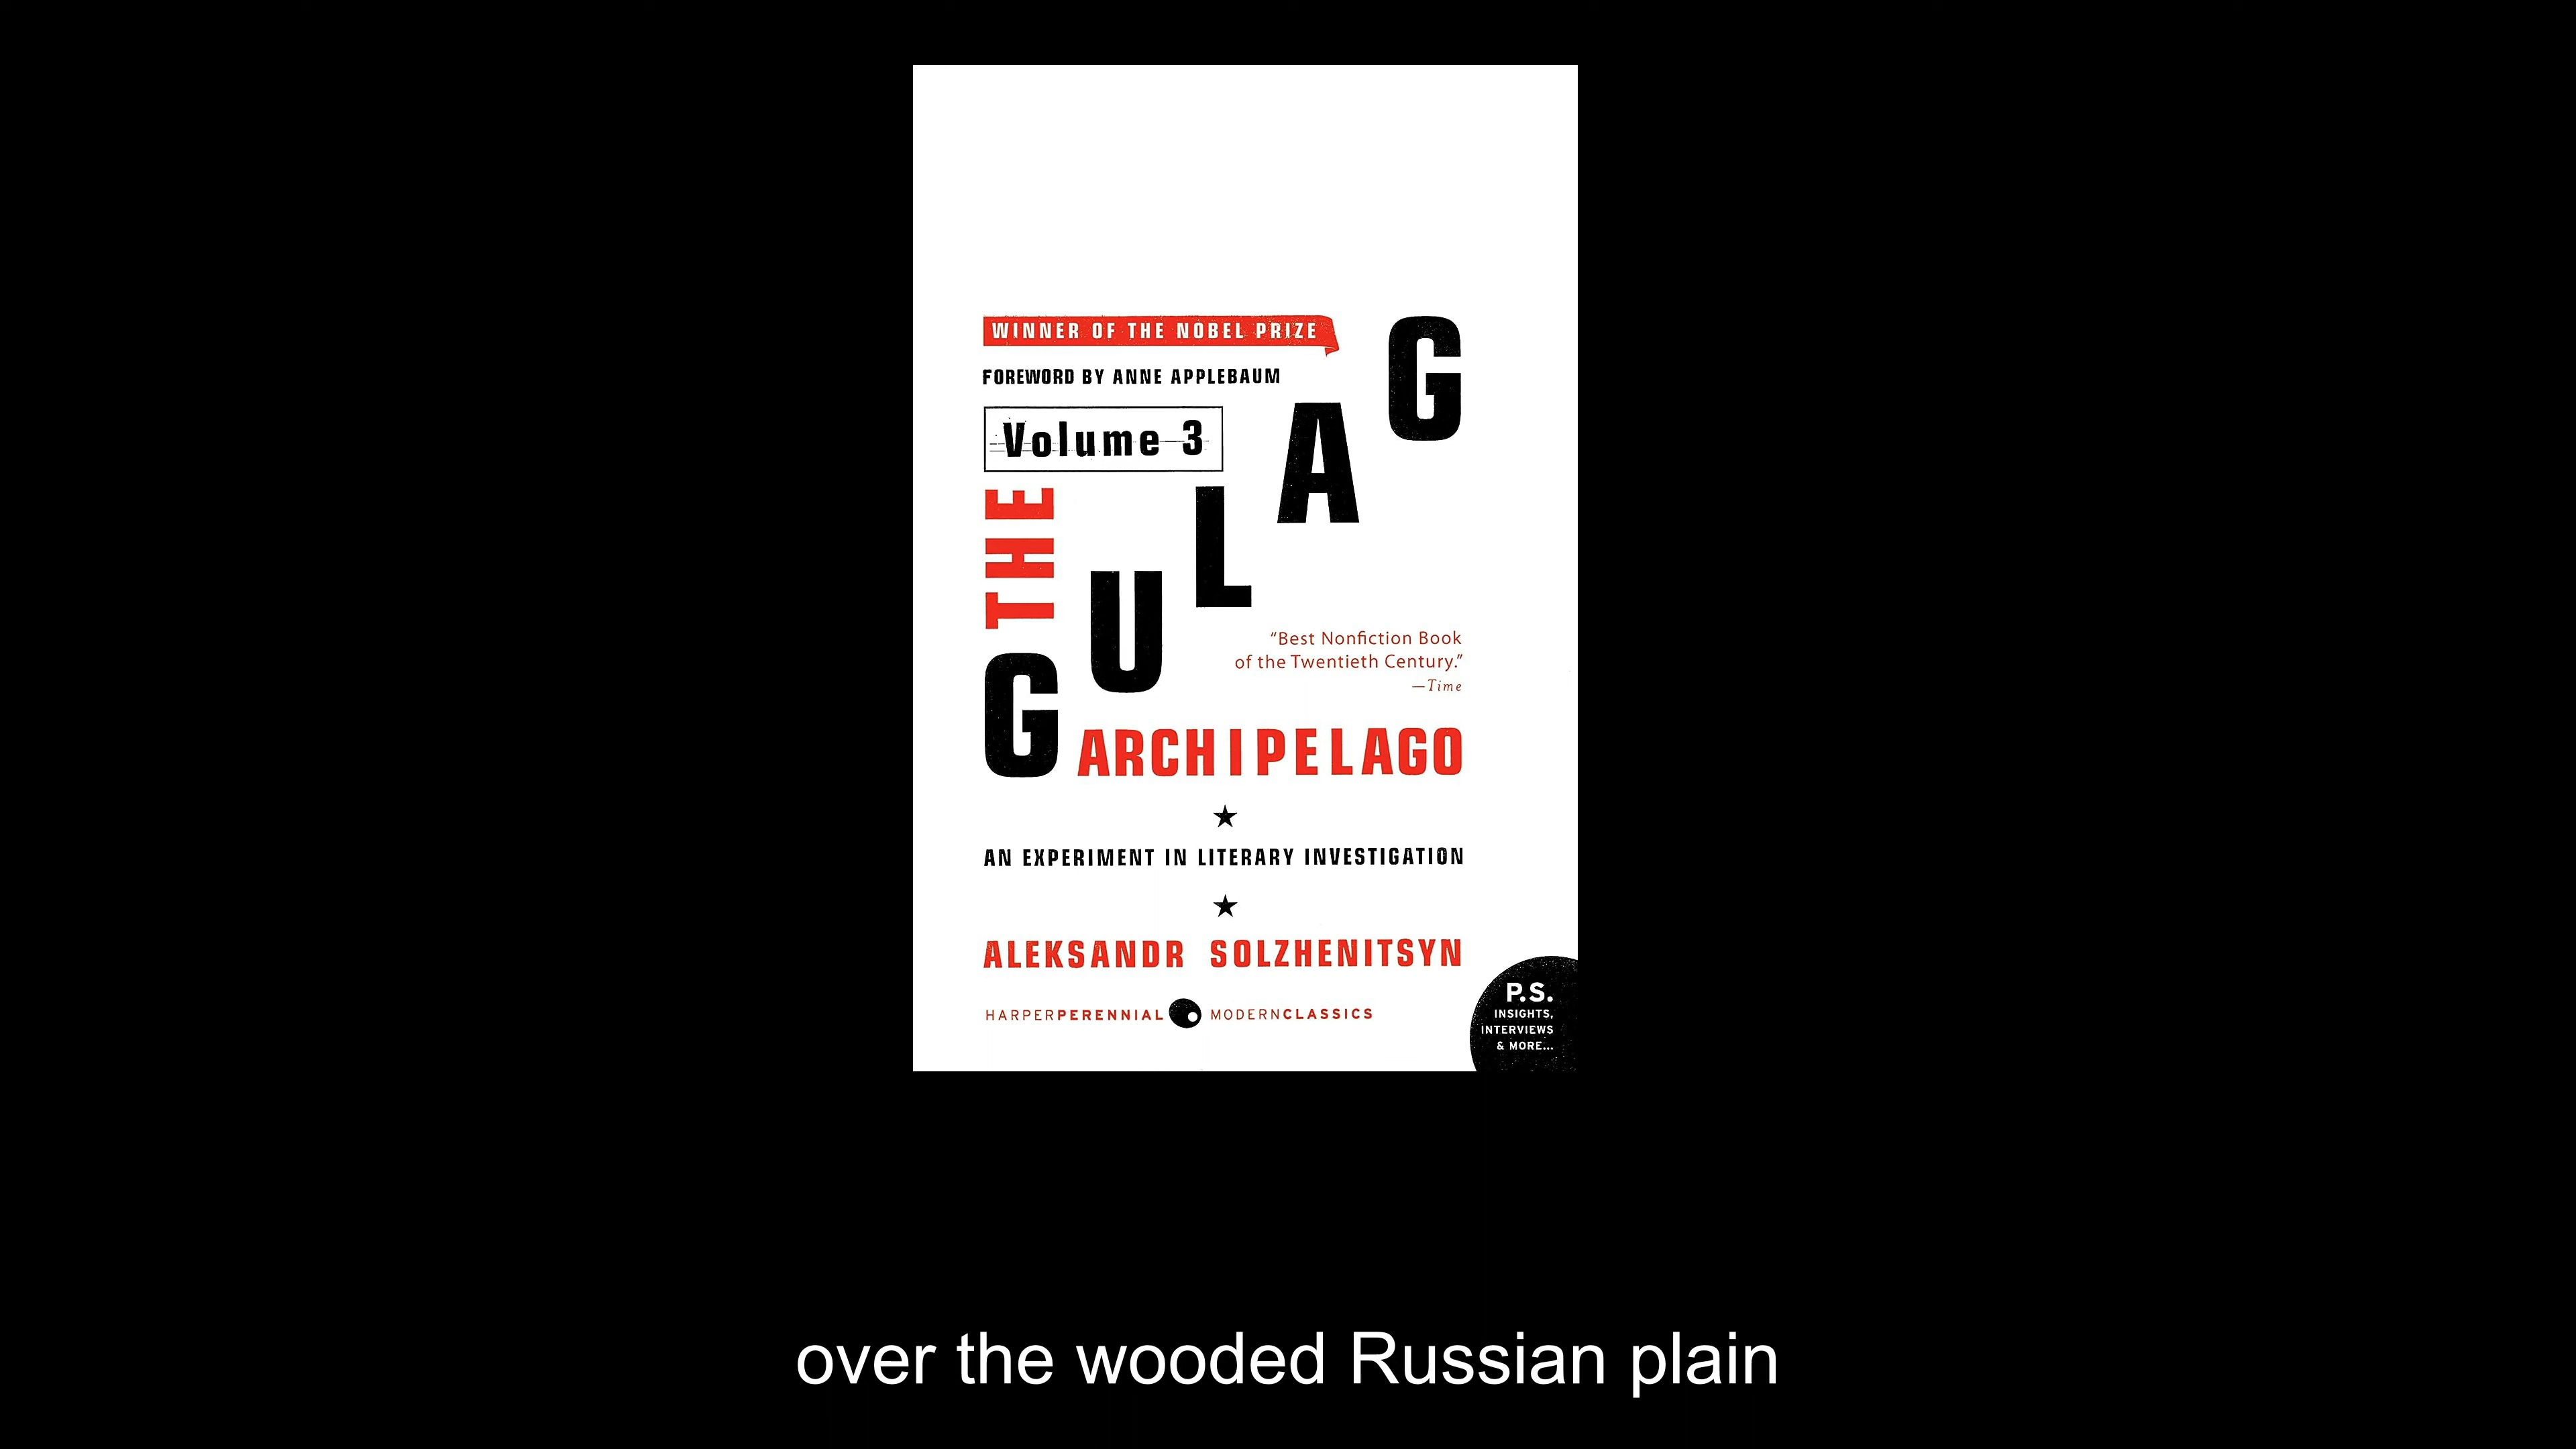 WINNER OF THE NOBEL PRIZE
FOREWORD BY ANNE APPLEBAUM
Volume 3
THE
GULAG
ARCHIPELAGO
“Best Nonfiction Book
of the Twentieth Century.”
—Time
AN EXPERIMENT IN LITERARY INVESTIGATION
ALEKSANDR SOLZHENITSYN
HARPERPERENNIAL MODERNCLASSICS
P.S.
INSIGHTS,
INTERVIEWS
& MORE...
over the wooded Russian plain